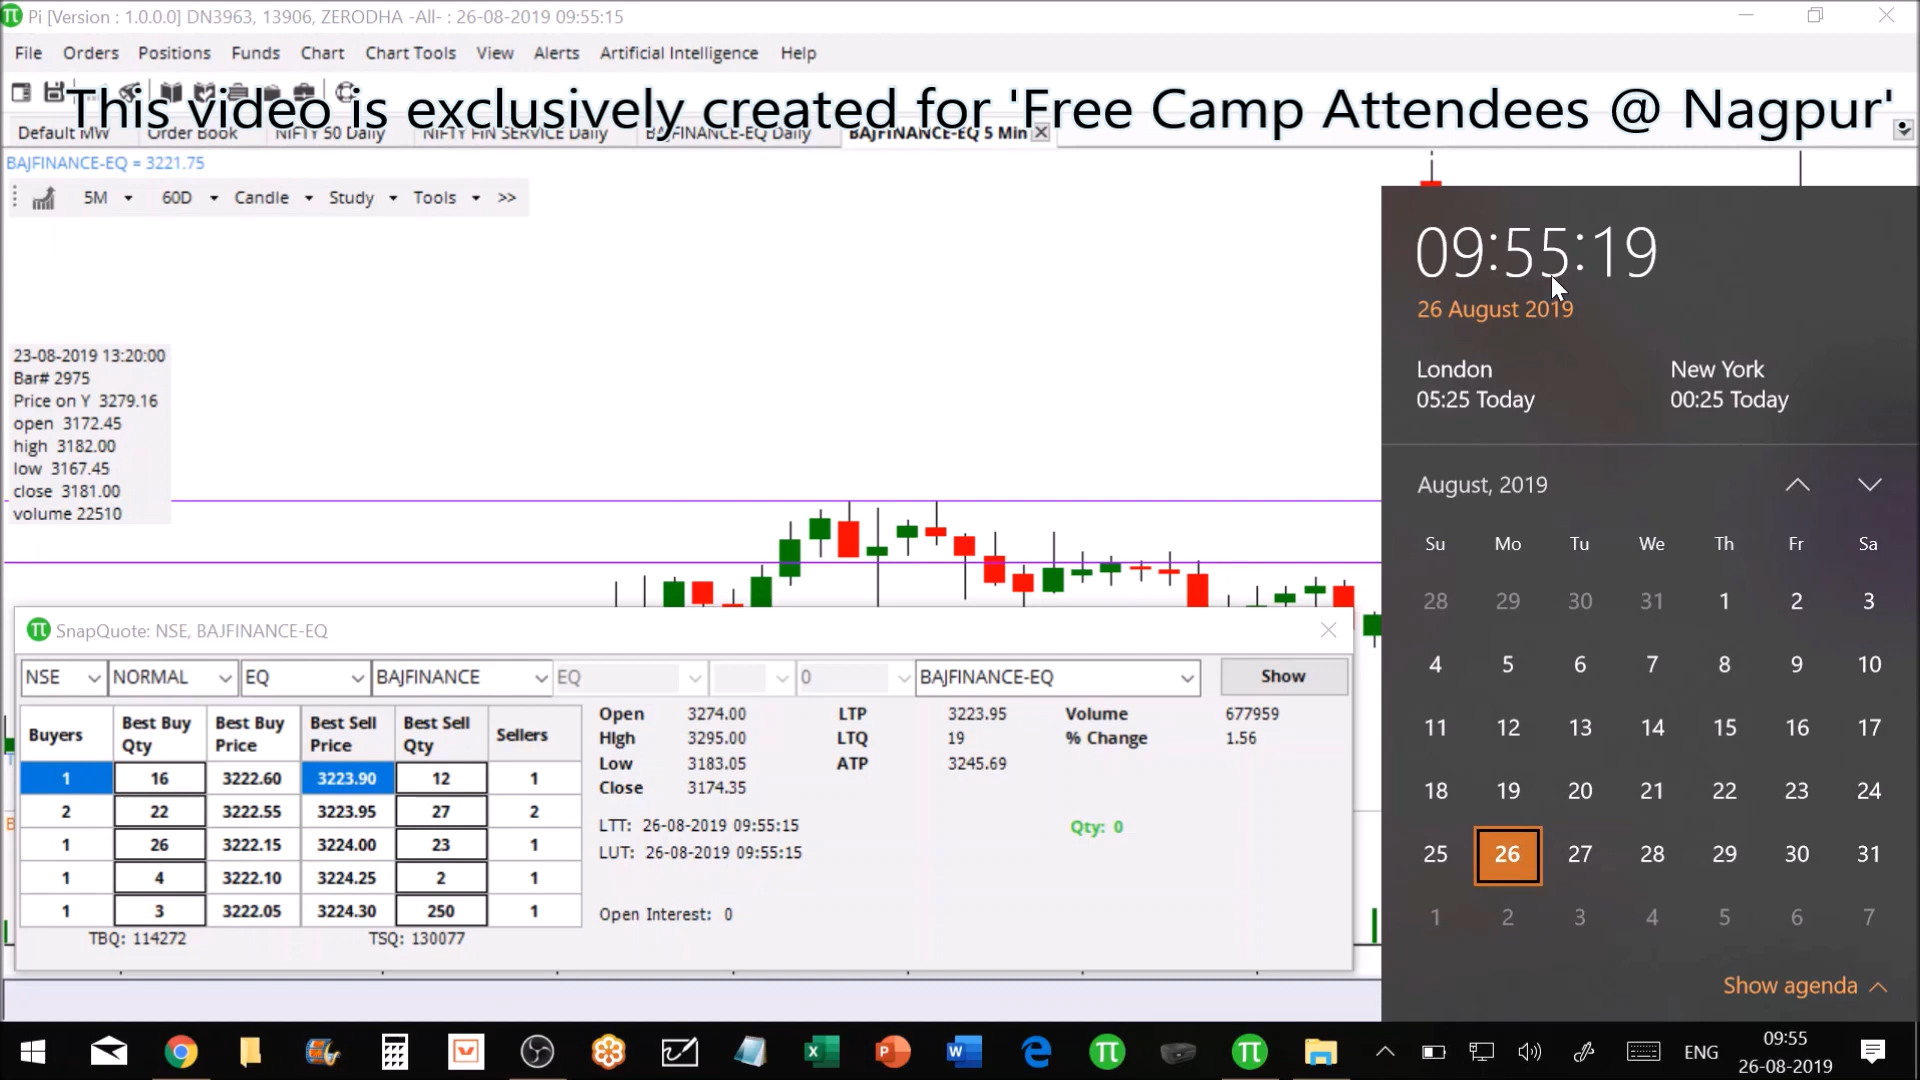 Pi [Version : 1.0.0.0] DN3963, 13906, ZERODHA -All- : 26-08-2019 09:55:15
File Orders Positions Funds Chart Chart Tools View Alerts Artificial Intelligence Help
This video is exclusively created for 'Free Camp Attendees @ Nagpur'
Default MW Order Book NIFTY 50 Daily NIFTY FIN SERVICE Daily BAJFINANCE-EQ Daily BAJFINANCE-EQ 5 Min
BAJFINANCE-EQ = 3221.75
5M 60D Candle Study Tools >>
23-08-2019 13:20:00
Bar# 2975
Price on Y 3279.16
open 3172.45
high 3182.00
low 3167.45
close 3181.00
volume 22510
SnapQuote: NSE, BAJFINANCE-EQ
NSE NORMAL EQ BAJFINANCE EQ 0 BAJFINANCE-EQ Show
Buyers Best Buy Qty Best Buy Price Best Sell Price Best Sell Qty Sellers
1 16 3222.60 3223.90 12 1
2 22 3222.55 3223.95 27 2
1 26 3222.15 3224.00 23 1
1 4 3222.10 3224.25 2 1
1 3 3222.05 3224.30 250 1
TBQ: 114272 TSQ: 130077
Open 3274.00 LTP 3223.95 Volume 677959
High 3295.00 LTQ 19 % Change 1.56
Low 3183.05 ATP 3245.69
Close 3174.35
LTT: 26-08-2019 09:55:15 Qty: 0
LUT: 26-08-2019 09:55:15
Open Interest: 0
09:55:19
26 August 2019
London New York
05:25 Today 00:25 Today
August, 2019
Su Mo Tu We Th Fr Sa
28 29 30 31 1 2 3
4 5 6 7 8 9 10
11 12 13 14 15 16 17
18 19 20 21 22 23 24
25 26 27 28 29 30 31
1 2 3 4 5 6 7
Show agenda
ENG 09:55
26-08-2019